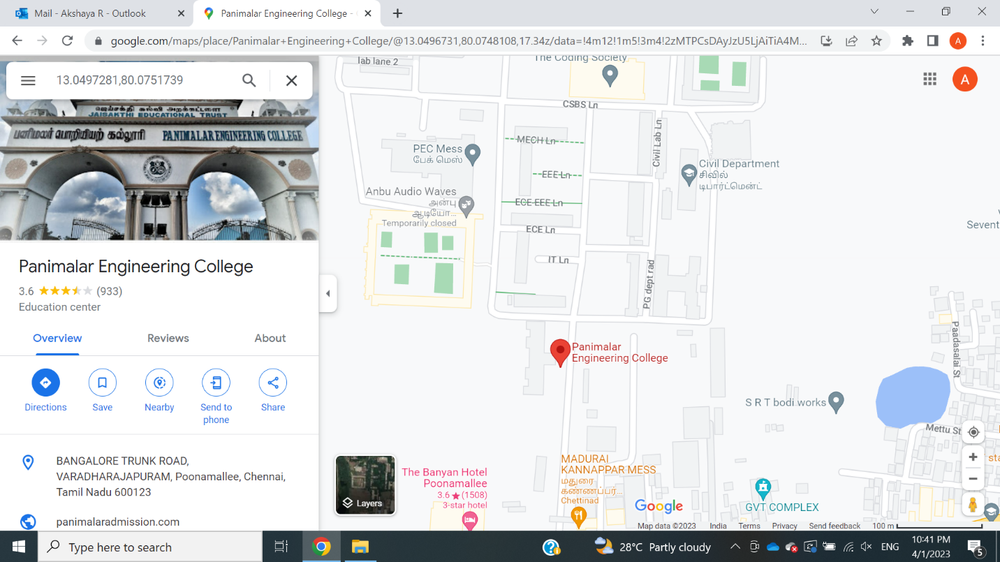 Mail - Akshaya R - Outlook
Panimalar Engineering College -
google.com/maps/place/Panimalar+Engineering+College/@13.0496731,80.0748108,17.34z/data=!4m12!1m5!3m4!2zMTPCsDAyJzU5LjAiTiA4M...
A
13.0497281,80.0751739
ஜெய்சக்தி கல்வி அறக்கட்டளை
JAISAKTHI EDUCATIONAL TRUST
பனிமலர் பொறியியற் கல்லூரி
PANIMALAR ENGINEERING COLLEGE
Panimalar Engineering College
3.6
(933)
Education center
Overview
Reviews
About
Directions
Save
Nearby
Send to
phone
Share
BANGALORE TRUNK ROAD,
VARADHARAJAPURAM, Poonamallee, Chennai,
Tamil Nadu 600123
panimalaradmission.com
lab lane 2
The Coding Society
A
CSBS Ln
MECH Ln
Civil Lab Ln
PEC Mess
பேக் மெஸ்
Civil Department
சிவில்
டிபார்ட்மென்ட்
EEE Ln
Anbu Audio Waves
அன்பு
ஆடியோ...
Temporarily closed
ECE-EEE Ln
ECE Ln
Sevent
IT Ln
PG dept rad
Panimalar
Engineering College
Paadasalai St
S R T bodi works
Mettu St
The Banyan Hotel
Poonamallee
3.6 ★ (1508)
3-star hotel
MADURAI
KANNAPPAR MESS
மதுரை
கண்ணப்பர்...
Chettinad
GVT COMPLEX
sta
Layers
Google
Map data ©2023
India
Terms
Privacy
Send feedback
100 m
Type here to search
28°C Partly cloudy
ENG
10:41 PM
4/1/2023
5